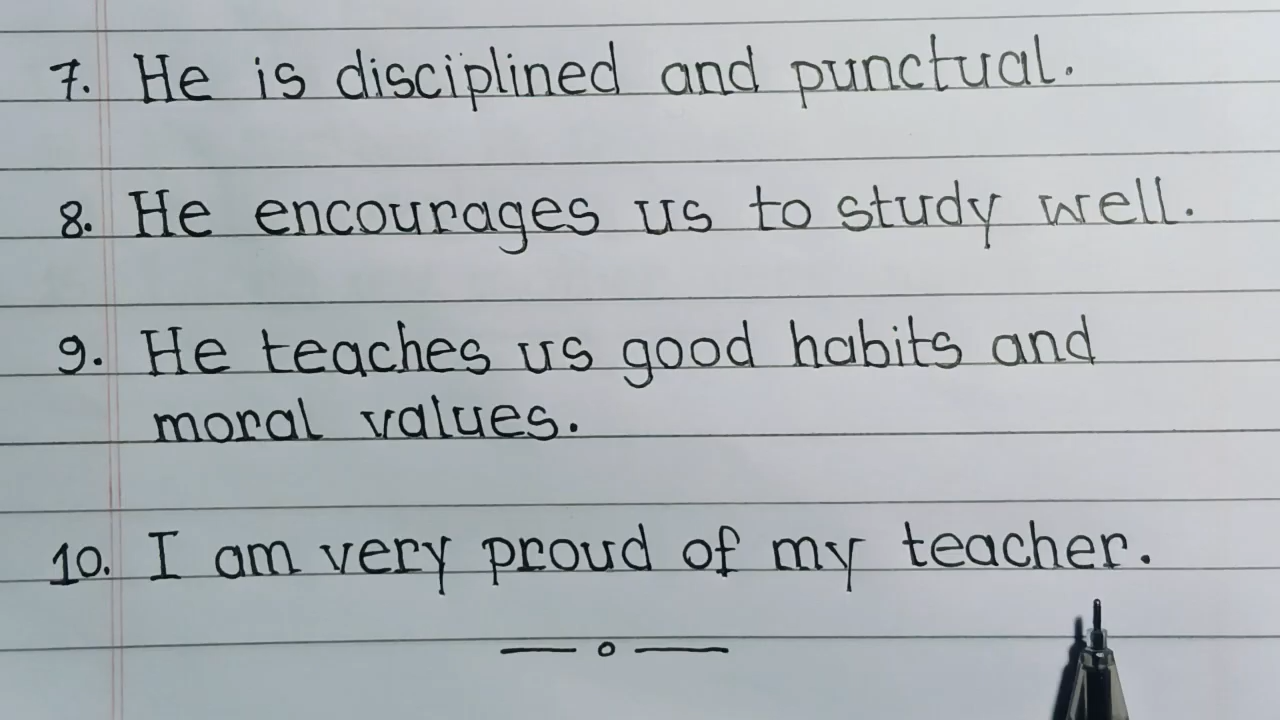 7. He is disciplined and punctual.
8. He encourages us to study well.
9. He teaches us good habits and
moral values.
10. I am very proud of my teacher.